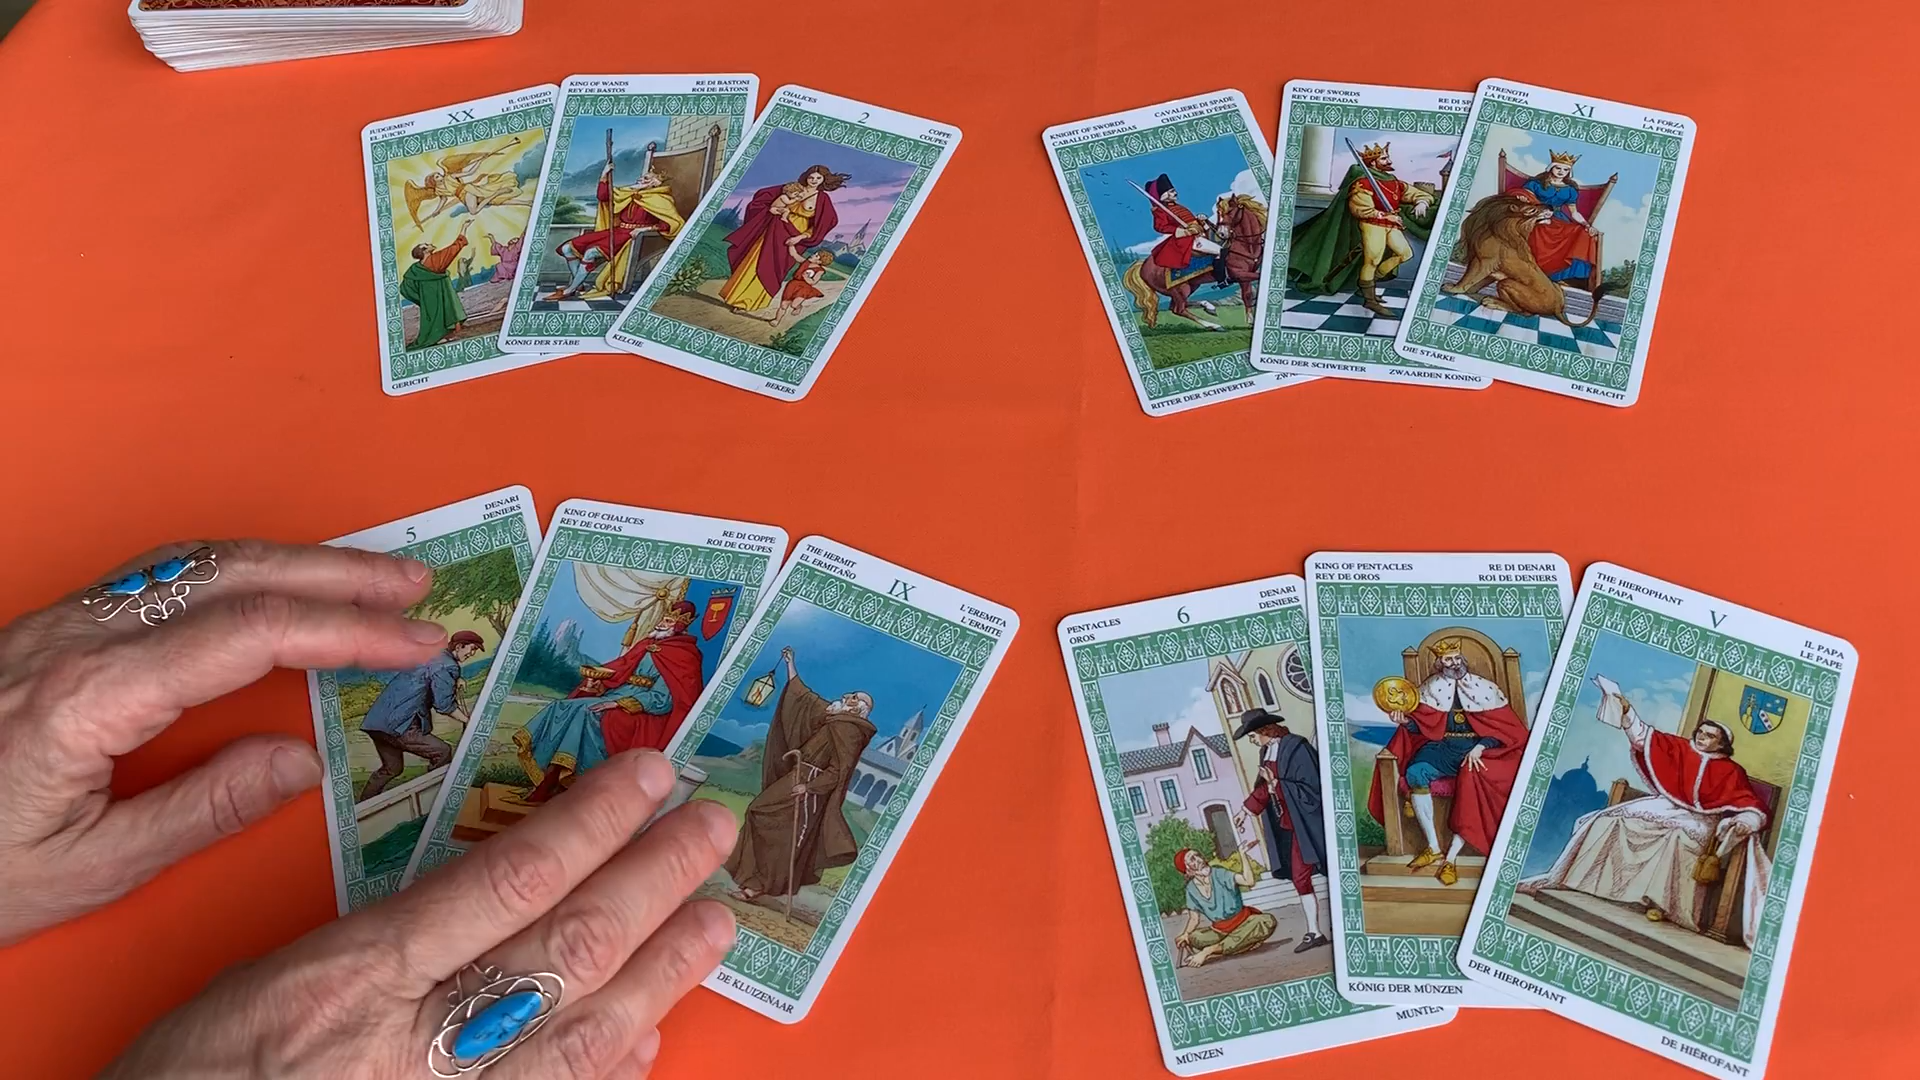 XX
JUDGEMENT
EL JUICIO
IL GIUDIZIO
LE JUGEMENT
GERICHT
KING OF WANDS
REY DE BASTOS
RE DI BASTONI
ROI DE BÂTONS
KÖNIG DER STÄBE
CHALICES
COPAS
2
COPPE
COUPES
KELCHE
BEKERS
KNIGHT OF SWORDS
CABALLO DE ESPADAS
CAVALIERE DI SPADE
CHEVALIER D'ÉPÉES
RITTER DER SCHWERTER
ZW
KING OF SWORDS
REY DE ESPADAS
RE DI SP
ROI D'É
KÖNIG DER SCHWERTER
ZWAARDEN KONING
STRENGTH
LA FUERZA
XI
LA FORZA
LA FORCE
DIE STÄRKE
DE KRACHT
5
DENARI
DENIERS
KING OF CHALICES
REY DE COPAS
RE DI COPPE
ROI DE COUPES
THE HERMIT
EL ERMITAÑO
IX
L'EREMITA
L'ERMITE
DE KLUIZENAAR
PENTACLES
OROS
6
DENARI
DENIERS
MÜNZEN
MUNTEN
KING OF PENTACLES
REY DE OROS
RE DI DENARI
ROI DE DENIERS
KÖNIG DER MÜNZEN
THE HIEROPHANT
EL PAPA
V
IL PAPA
LE PAPE
DER HIEROPHANT
DE HIËROFANT